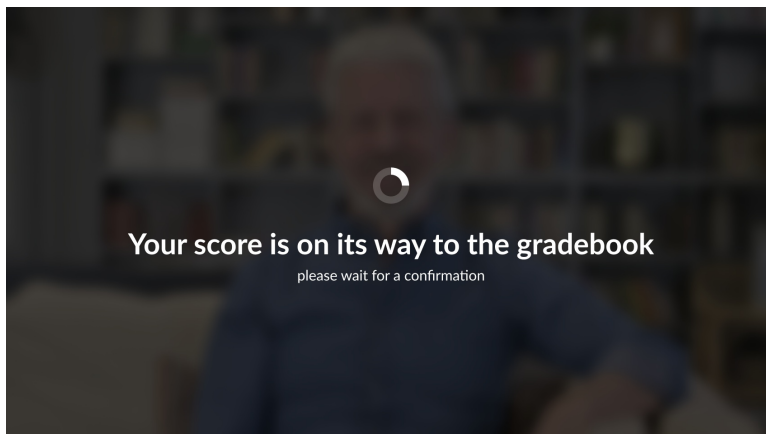 Your score is on its way to the gradebook
please wait for a confirmation